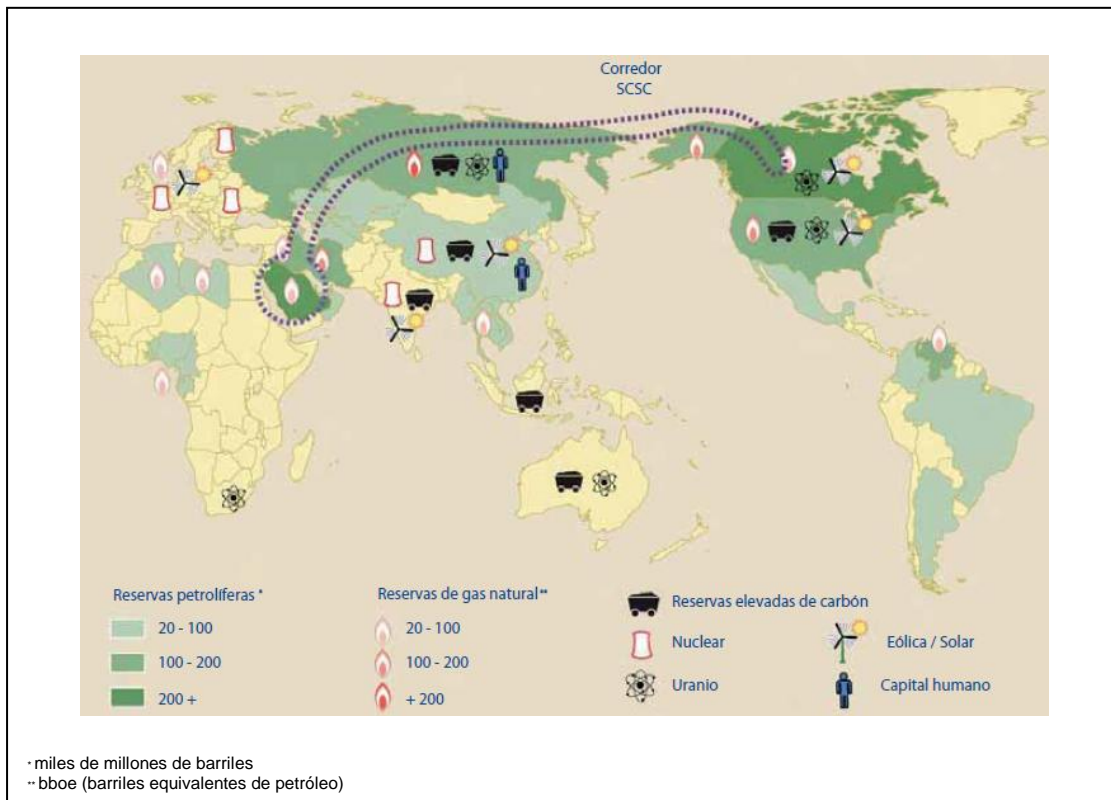 Corredor
SCSC
Reservas petrolíferas *
20 - 100
100 - 200
200 +
Reservas de gas natural **
20 - 100
100 - 200
+ 200
Reservas elevadas de carbón
Nuclear
Uranio
Eólica / Solar
Capital humano
* miles de millones de barriles
** bboe (barriles equivalentes de petróleo)